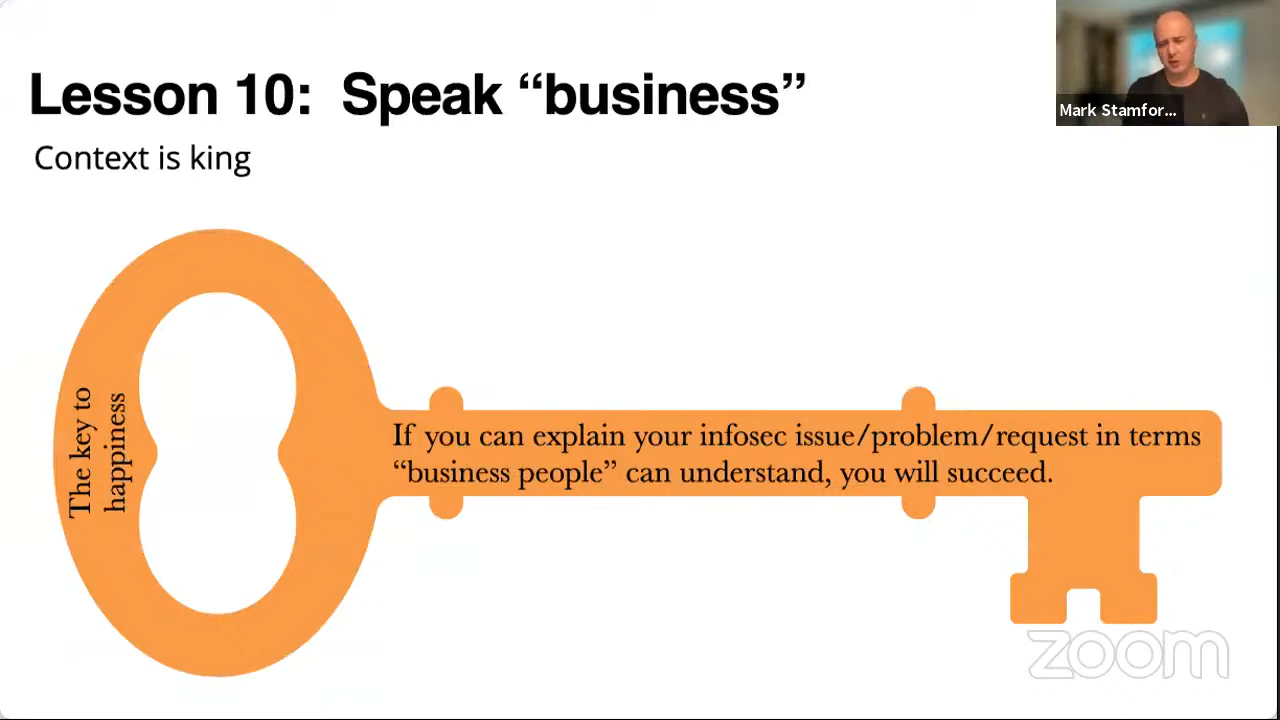 Lesson 10:  Speak “business”
Context is king
Mark Stamfor...
The key to
happiness
If you can explain your infosec issue/problem/request in terms
“business people” can understand, you will succeed.
zoom